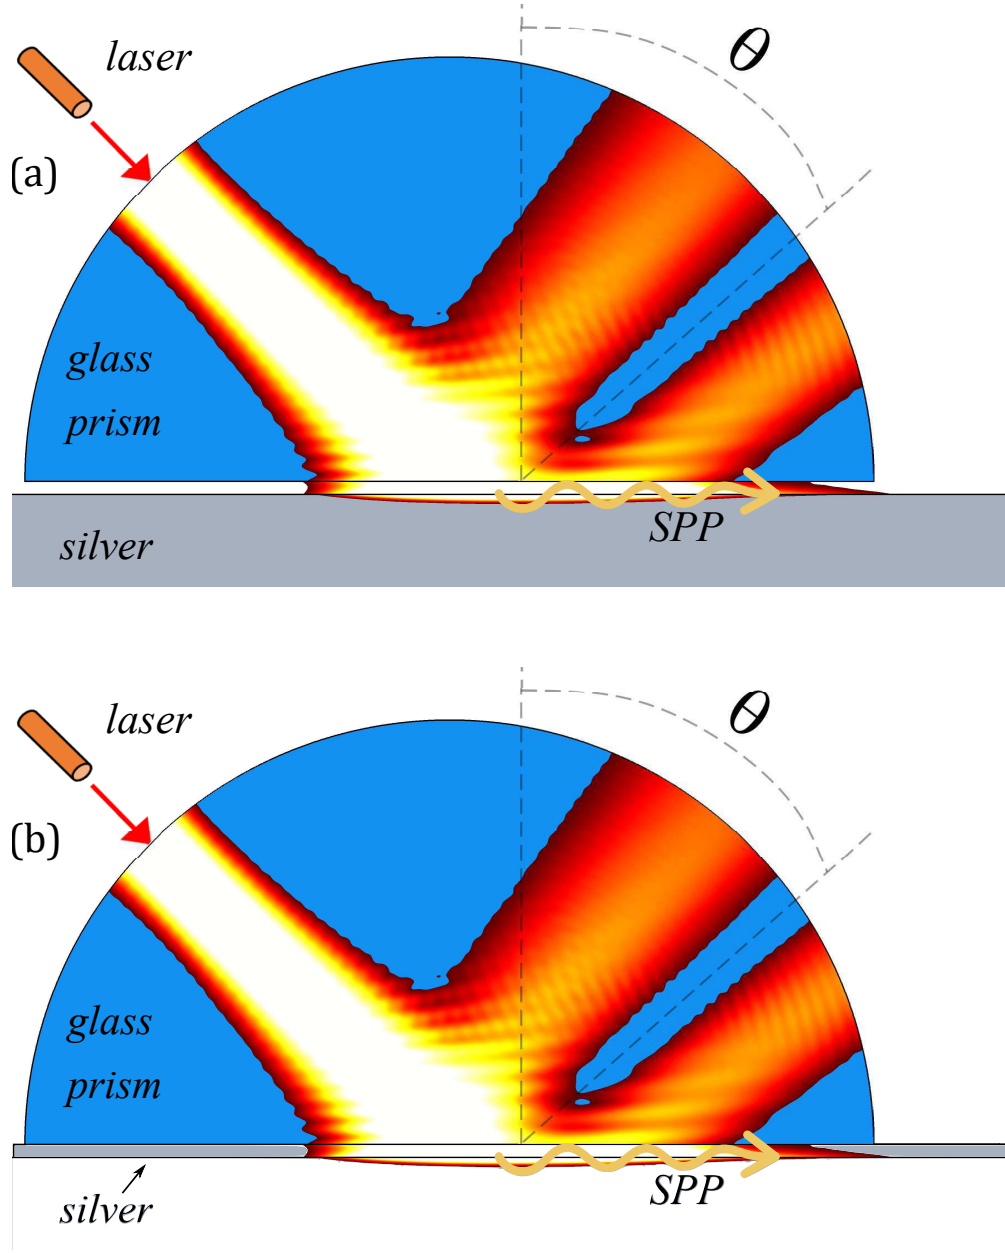 laser
θ
(a)
glass
prism
SPP
silver
laser
θ
(b)
glass
prism
SPP
silver